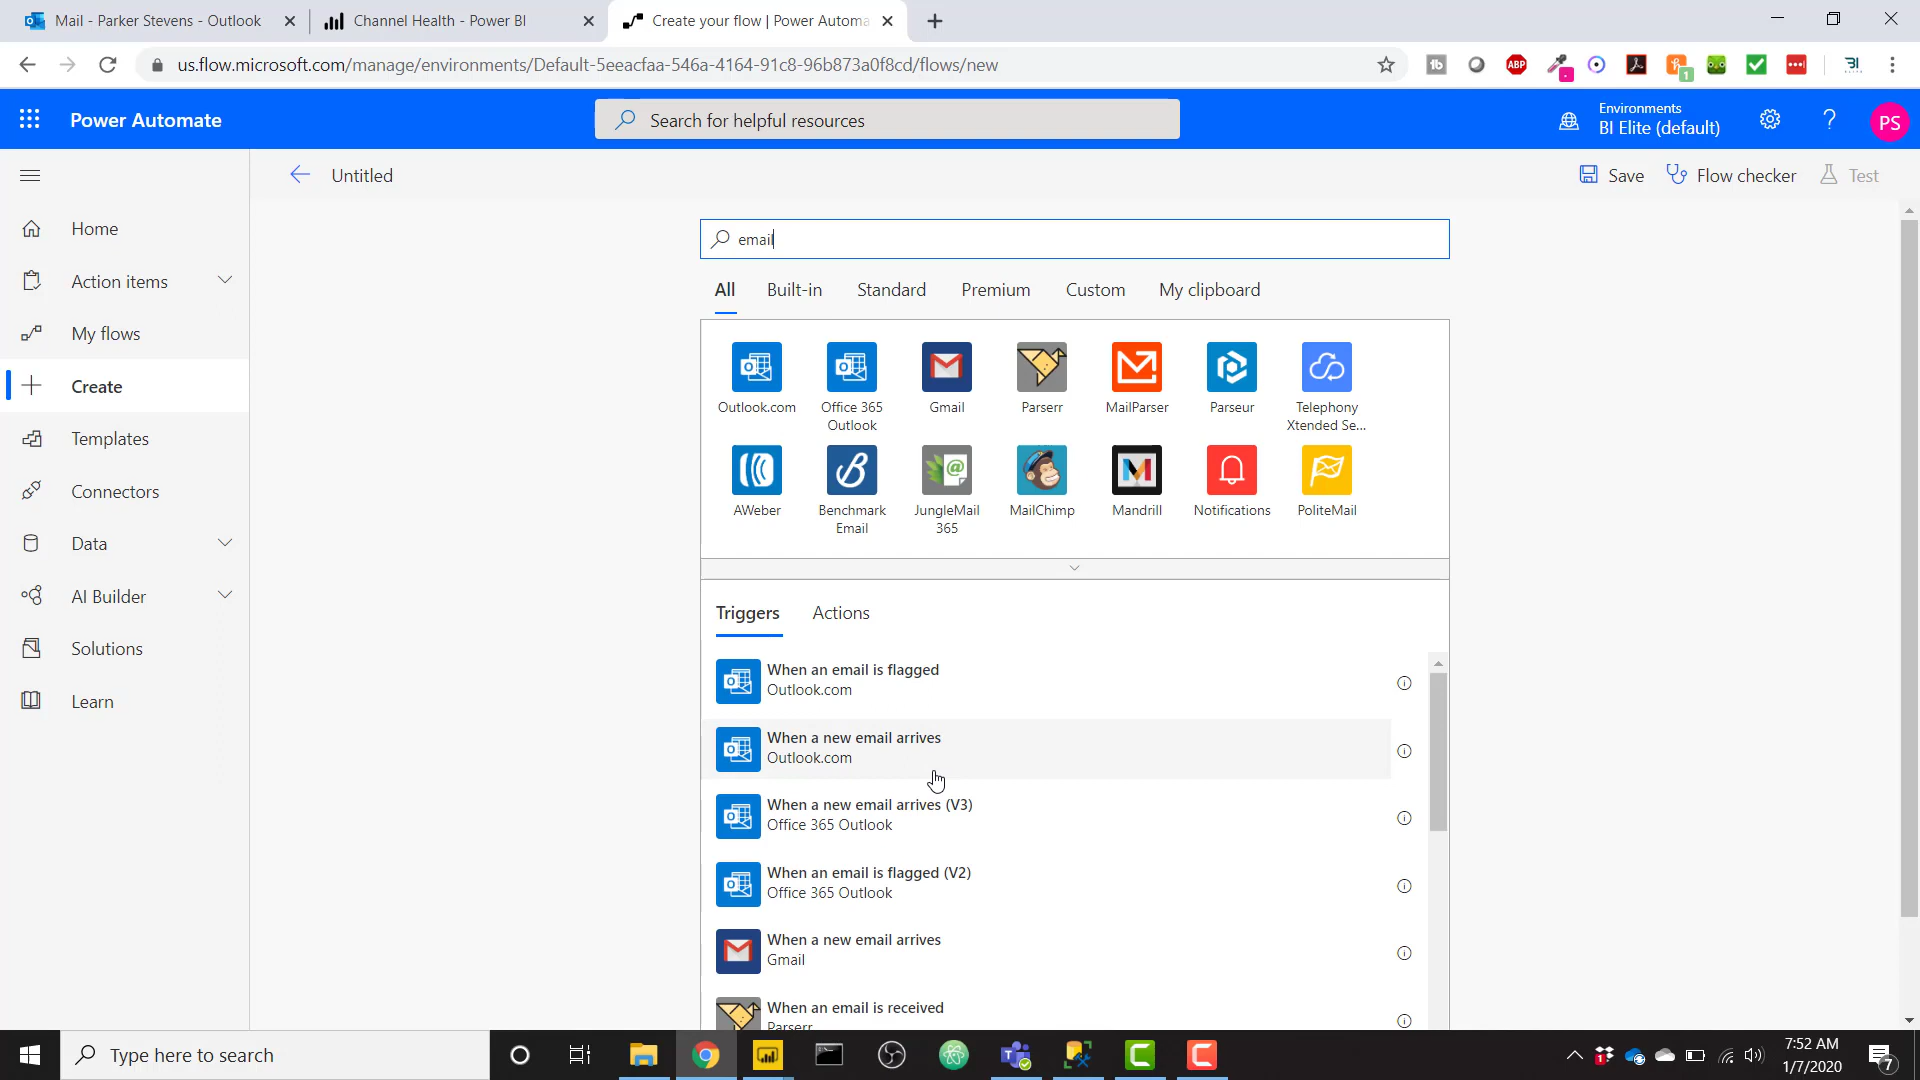 Mail - Parker Stevens - Outlook
Channel Health - Power BI
Create your flow | Power Automa
us.flow.microsoft.com/manage/environments/Default-5eeacfaa-546a-4164-91c8-96b873a0f8cd/flows/new
ABP
1
BI
Power Automate
Search for helpful resources
Environments
BI Elite (default)
?
PS
Untitled
Save
Flow checker
Test
Home
Action items
My flows
Create
Templates
Connectors
Data
AI Builder
Solutions
Learn
email
All
Built-in
Standard
Premium
Custom
My clipboard
Outlook.com
Office 365
Outlook
Gmail
Parserr
MailParser
Parseur
Telephony
Xtended Se...
AWeber
Benchmark
Email
JungleMail
365
MailChimp
Mandrill
Notifications
PoliteMail
Triggers
Actions
When an email is flagged
Outlook.com
When a new email arrives
Outlook.com
When a new email arrives (V3)
Office 365 Outlook
When an email is flagged (V2)
Office 365 Outlook
When a new email arrives
Gmail
When an email is received
Parserr
Type here to search
7:52 AM
1/7/2020
7